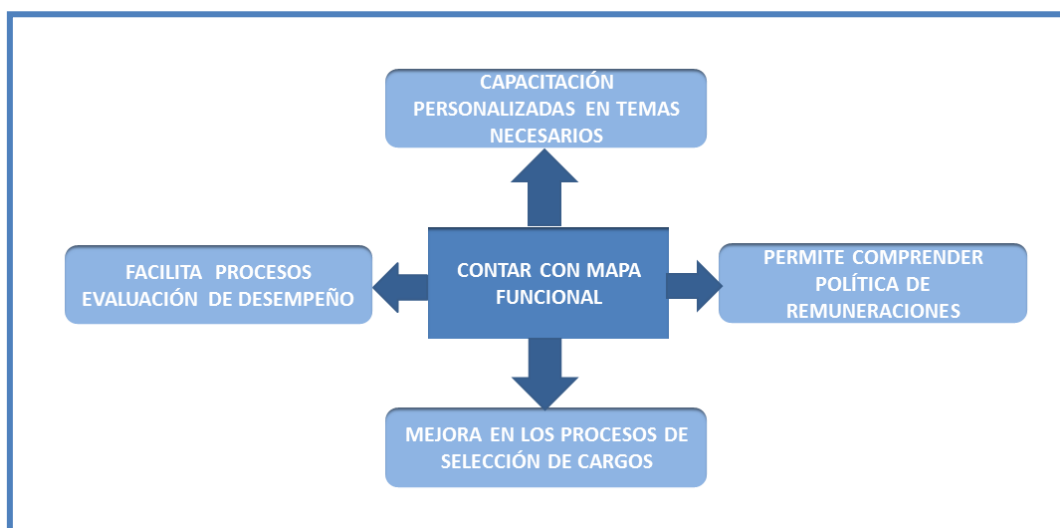 CAPACITACIÓN
PERSONALIZADAS EN TEMAS
NECESARIOS
FACILITA PROCESOS
EVALUACIÓN DE DESEMPEÑO
CONTAR CON MAPA
FUNCIONAL
PERMITE COMPRENDER
POLÍTICA DE
REMUNERACIONES
MEJORA EN LOS PROCESOS DE
SELECCIÓN DE CARGOS